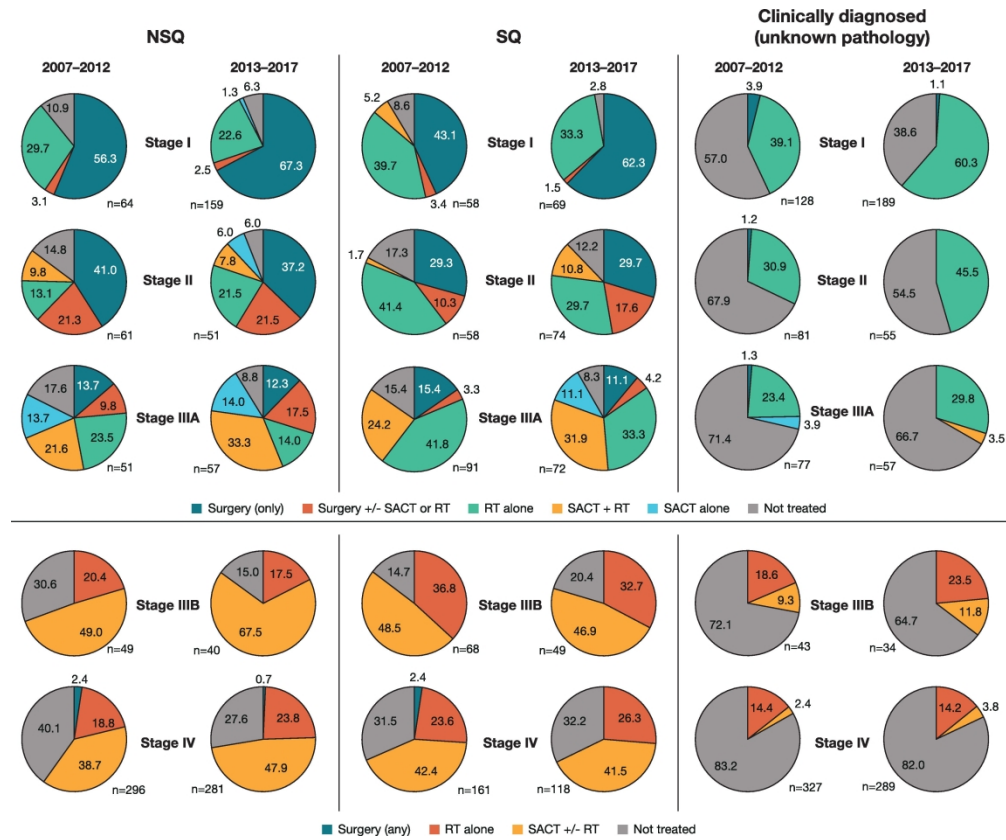 NSQ
SQ
Clinically diagnosed
(unknown pathology)
2007–2012
2013–2017
2007–2012
2013–2017
2007–2012
2013–2017
Stage I
10.9
29.7
3.1
56.3
n=64
1.3
6.3
22.6
2.5
67.3
n=159
Stage I
5.2
8.6
43.1
39.7
3.4
n=58
2.8
33.3
1.5
62.3
n=69
Stage I
3.9
39.1
57.0
n=128
1.1
38.6
60.3
n=189
Stage II
14.8
9.8
13.1
21.3
41.0
n=61
6.0
6.0
7.8
21.5
21.5
37.2
n=51
Stage II
1.7
17.3
29.3
41.4
10.3
n=58
12.2
10.8
29.7
29.7
17.6
n=74
Stage II
1.2
30.9
67.9
n=81
45.5
54.5
n=55
Stage IIIA
17.6
13.7
13.7
9.8
21.6
23.5
n=51
8.8
12.3
14.0
17.5
33.3
14.0
n=57
Stage IIIA
15.4
15.4
3.3
24.2
41.8
n=91
8.3
11.1
4.2
11.1
31.9
33.3
n=72
Stage IIIA
1.3
23.4
3.9
71.4
n=77
29.8
3.5
66.7
n=57
Surgery (only) Surgery +/- SACT or RT RT alone SACT + RT SACT alone Not treated
Stage IIIB
30.6
20.4
49.0
n=49
15.0
17.5
67.5
n=40
Stage IIIB
14.7
36.8
48.5
n=68
20.4
32.7
46.9
n=49
Stage IIIB
18.6
9.3
72.1
n=43
23.5
11.8
64.7
n=34
Stage IV
2.4
40.1
18.8
38.7
n=296
0.7
27.6
23.8
47.9
n=281
Stage IV
2.4
31.5
23.6
42.4
n=161
32.2
26.3
41.5
n=118
Stage IV
14.4
2.4
83.2
n=327
14.2
3.8
82.0
n=289
Surgery (any) RT alone SACT +/- RT Not treated